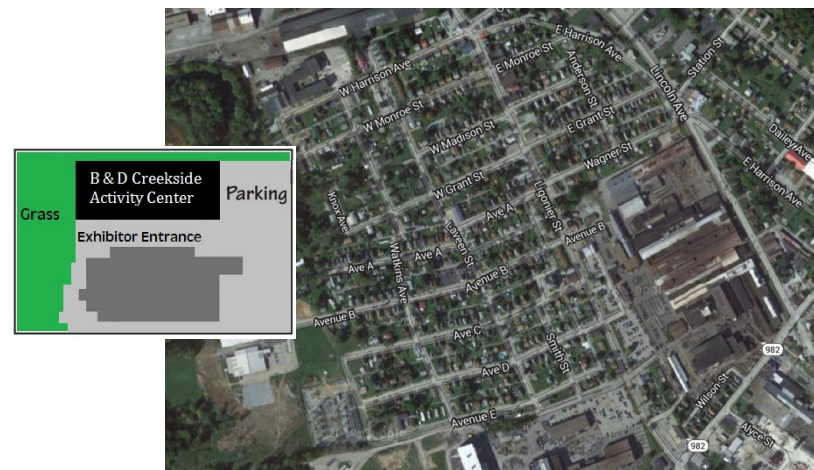 E Harrison Ave
W Harrison Ave
E Monroe St
Anderson St
Lincoln Ave
Station St
W Monroe St
W Madison St
E Grant St
Dailey Ave
E Harrison Ave
W Grant St
Wagner St
B & D Creekside
Activity Center
Parking
Grass
Exhibitor Entrance
Knox Ave
Ave A
Ligonier St
Laveen St
Avenue B
Watkins Ave
Ave A
Ave A
Avenue B
Avenue B
Ave C
Smith St
Ave D
982
Wilson St
Avenue E
982
Alyce St